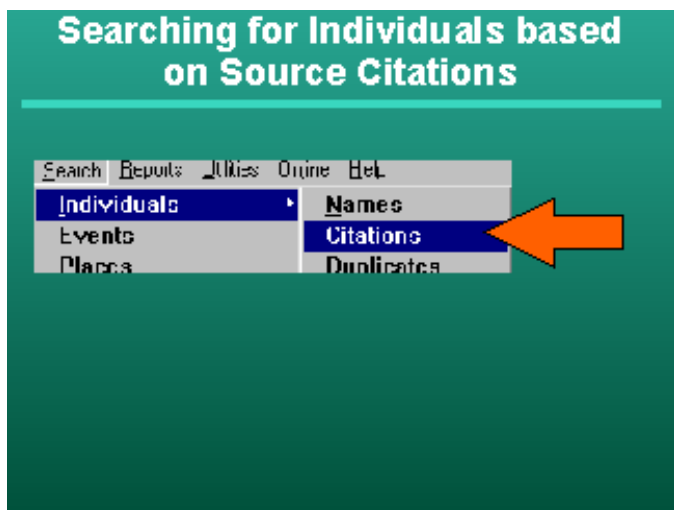 Searching for Individuals based
on Source Citations
Search Reports Utilities Online Help
Individuals Names
Events Citations
Places Duplicates